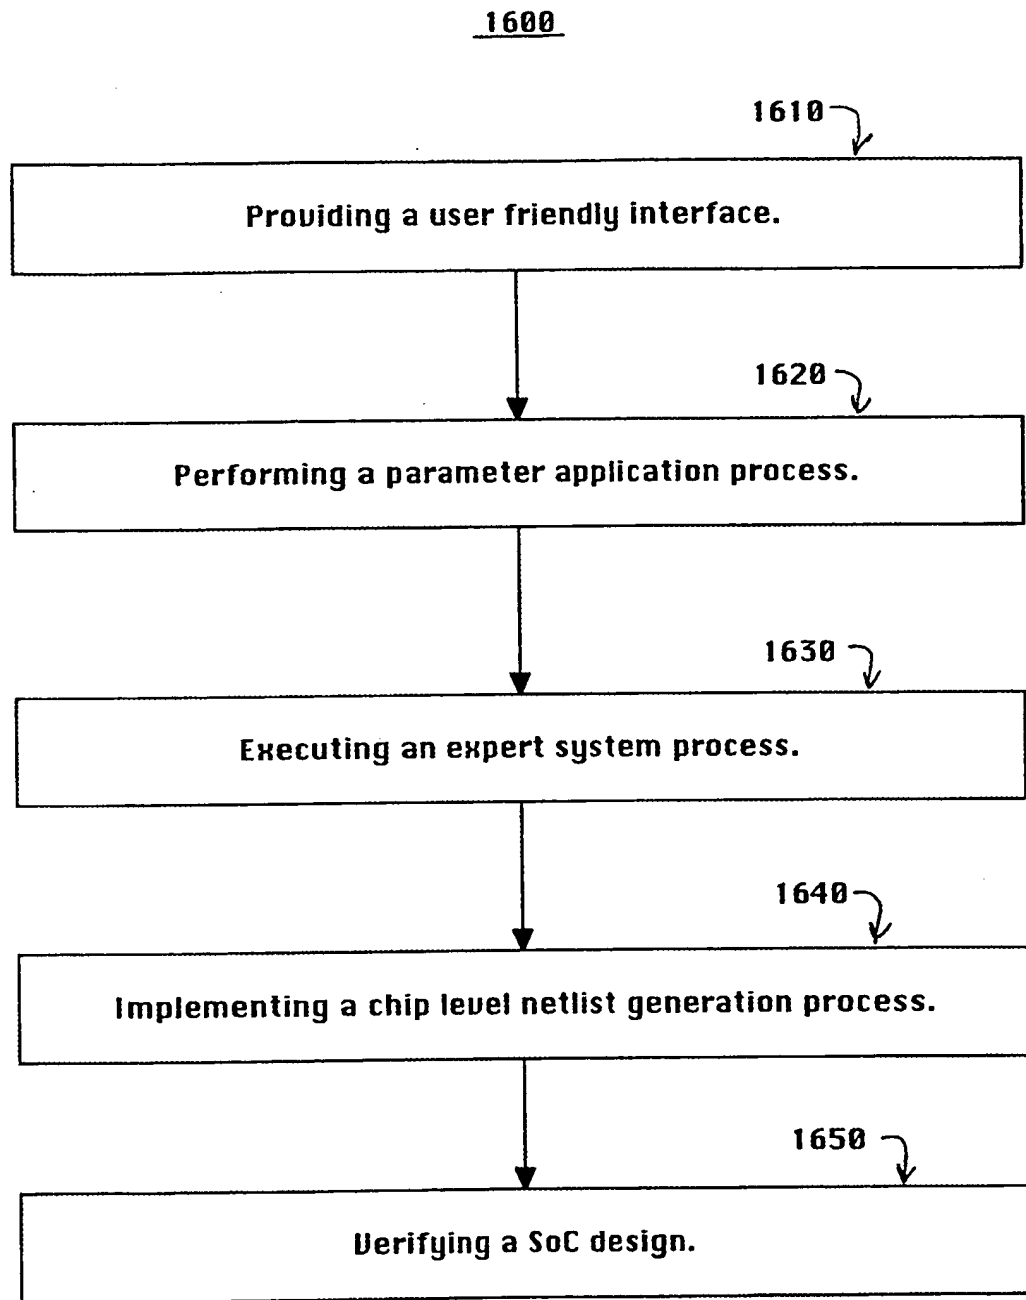 1600
1610
Providing a user friendly interface.
1620
Performing a parameter application process.
1630
Executing an expert system process.
1640
Implementing a chip level netlist generation process.
1650
Verifying a SoC design.